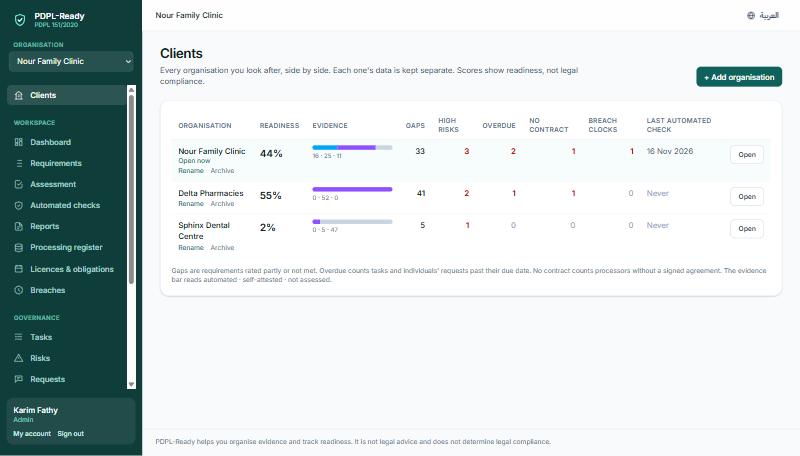 PDPL-Ready
PDPL 151/2020
ORGANISATION
Nour Family Clinic
Clients
WORKSPACE
Dashboard
Requirements
Assessment
Automated checks
Reports
Processing register
Licences & obligations
Breaches
GOVERNANCE
Tasks
Risks
Requests
Karim Fathy
Admin
My account Sign out
Nour Family Clinic
العربية
Clients
Every organisation you look after, side by side. Each one's data is kept separate. Scores show readiness, not legal
compliance.
+ Add organisation
ORGANISATION READINESS EVIDENCE GAPS HIGH RISKS OVERDUE NO CONTRACT BREACH CLOCKS LAST AUTOMATED CHECK
Nour Family Clinic 44% 33 3 2 1 1 16 Nov 2026 Open
Open now 16 · 25 · 11
Rename Archive
Delta Pharmacies 55% 41 2 1 1 0 Never Open
Rename Archive 0 · 52 · 0
Sphinx Dental 2% 5 1 0 0 0 Never Open
Centre 0 · 5 · 47
Rename Archive
Gaps are requirements rated partly or not met. Overdue counts tasks and individuals' requests past their due date. No contract counts processors without a signed agreement. The evidence
bar reads automated · self-attested · not assessed.
PDPL-Ready helps you organise evidence and track readiness. It is not legal advice and does not determine legal compliance.